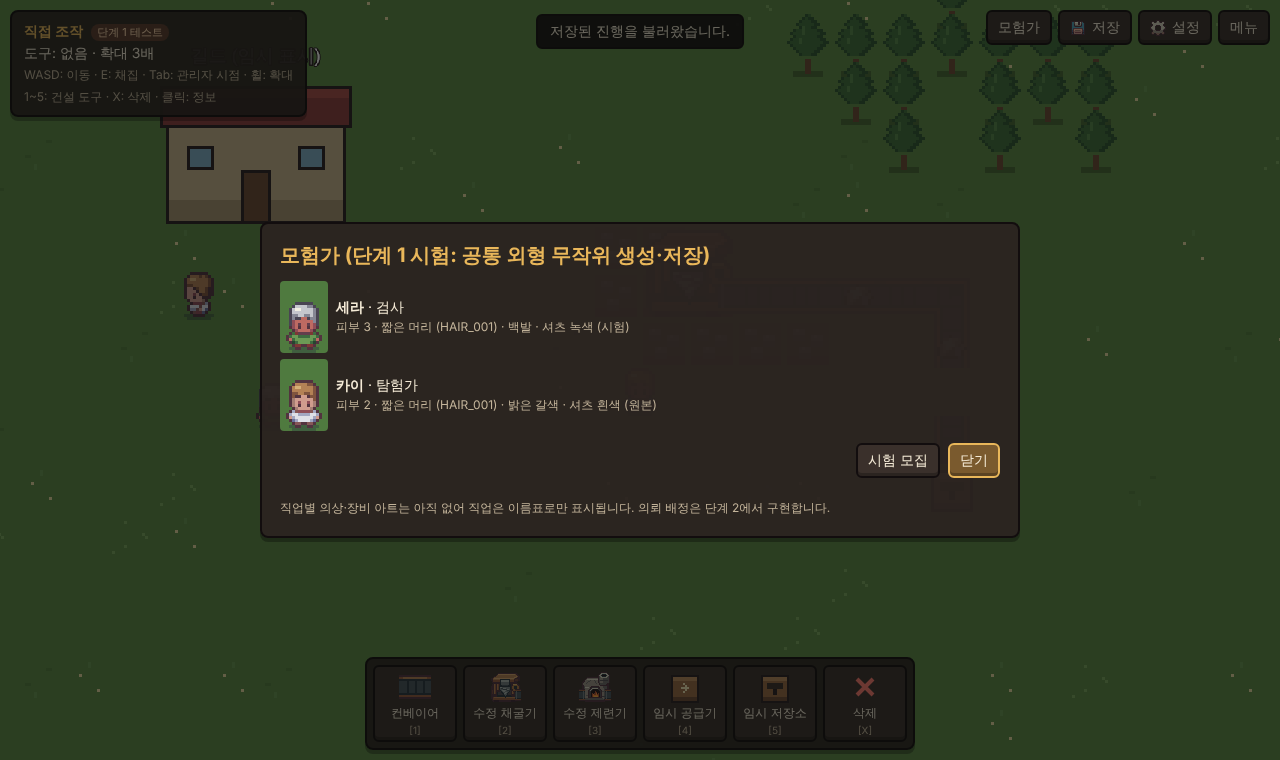 직접 조작 단계 1 테스트
도구: 없음 · 확대 3배
WASD: 이동 · E: 채집 · Tab: 관리자 시점 · 휠: 확대
1~5: 건설 도구 · X: 삭제 · 클릭: 정보
저장된 진행을 불러왔습니다.
모험가
저장
설정
메뉴
모험가 (단계 1 시험: 공통 외형 무작위 생성·저장)
세라 · 검사
피부 3 · 짧은 머리 (HAIR_001) · 백발 · 셔츠 녹색 (시험)
카이 · 탐험가
피부 2 · 짧은 머리 (HAIR_001) · 밝은 갈색 · 셔츠 흰색 (원본)
시험 모집
닫기
직업별 의상·장비 아트는 아직 없어 직업은 이름표로만 표시됩니다. 의뢰 배정은 단계 2에서 구현합니다.
컨베이어
[1]
수정 채굴기
[2]
수정 제련기
[3]
임시 공급기
[4]
임시 저장소
[5]
삭제
[X]